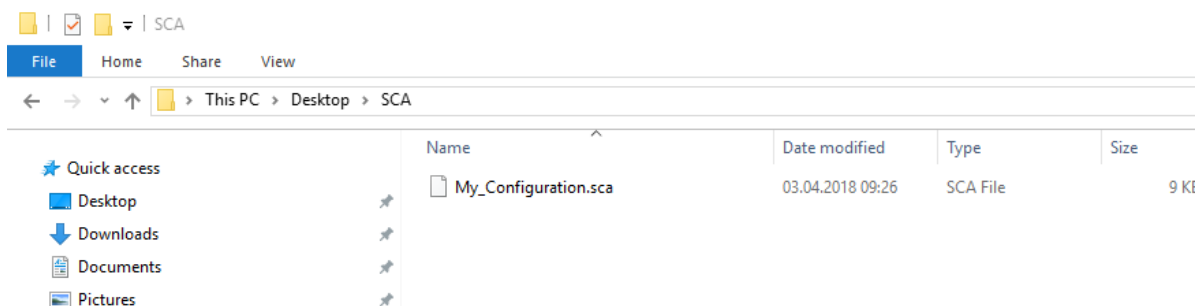 SCA
File Home Share View
This PC > Desktop > SCA
Name Date modified Type Size
Quick access
My_Configuration.sca 03.04.2018 09:26 SCA File 9 KB
Desktop
Downloads
Documents
Pictures